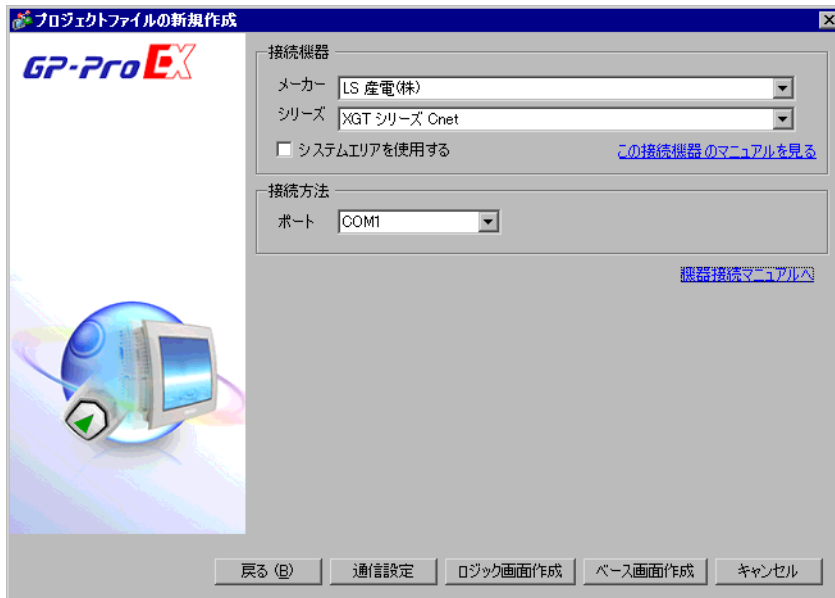 プロジェクトファイルの新規作成
GP-Pro EX
接続機器
メーカー LS 産電(株)
シリーズ XGT シリーズ Cnet
システムエリアを使用する この接続機器のマニュアルを見る
接続方法
ポート COM1
機器接続マニュアルへ
戻る (B) 通信設定 ロジック画面作成 ベース画面作成 キャンセル